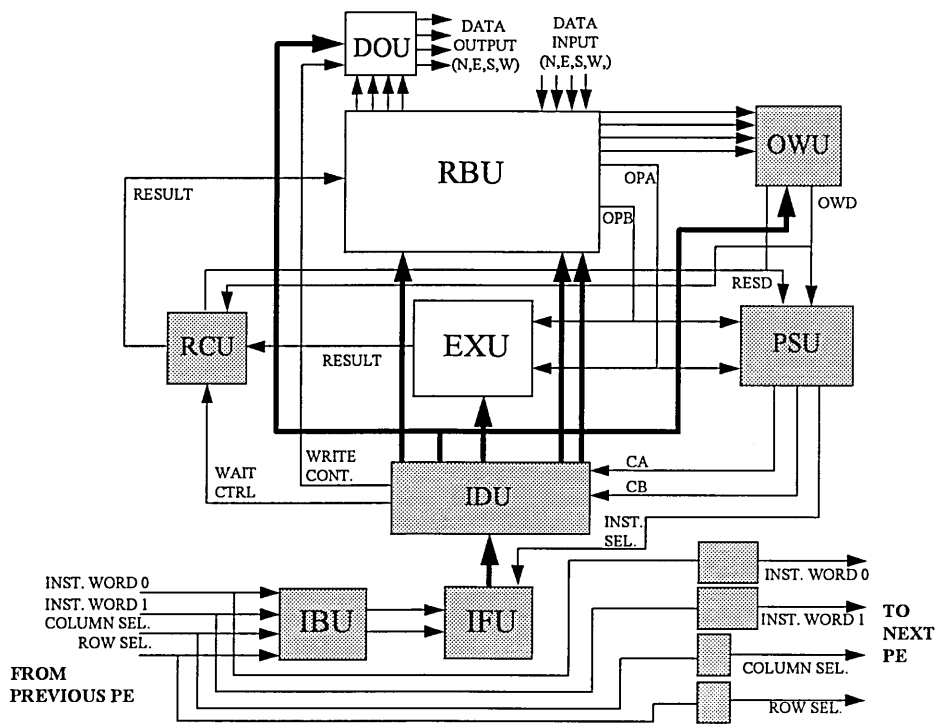 DOU
DATA
OUTPUT
(N,E,S,W)
DATA
INPUT
(N,E,S,W,)
RBU
OWU
RESULT
OPA
OPB
OWD
RESD
RCU
RESULT
EXU
PSU
WAIT
CTRL
WRITE
CONT.
IDU
CA
CB
INST.
SEL.
INST. WORD 0
INST. WORD 1
COLUMN SEL.
ROW SEL.
FROM
PREVIOUS PE
IBU
IFU
INST. WORD 0
INST. WORD 1
COLUMN SEL.
ROW SEL.
TO
NEXT
PE